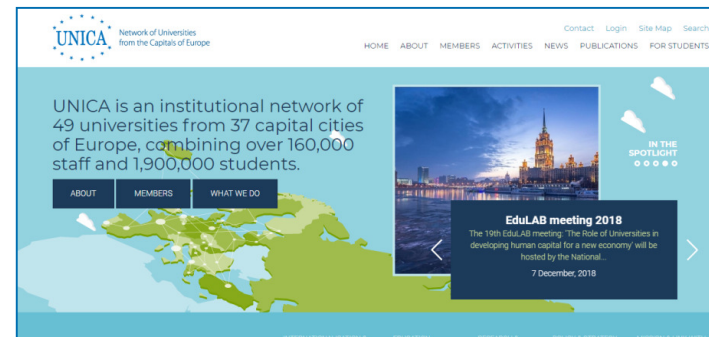 UNICA
Network of Universities
from the Capitals of Europe
Contact Login Site Map Search
HOME ABOUT MEMBERS ACTIVITIES NEWS PUBLICATIONS FOR STUDENTS
UNICA is an institutional network of
49 universities from 37 capital cities
of Europe, combining over 160,000
staff and 1,900,000 students.
ABOUT MEMBERS WHAT WE DO
IN THE
SPOTLIGHT
EduLAB meeting 2018
The 19th EduLAB meeting: 'The Role of Universities in
developing human capital for a new economy' will be
hosted by the National...
7 December, 2018